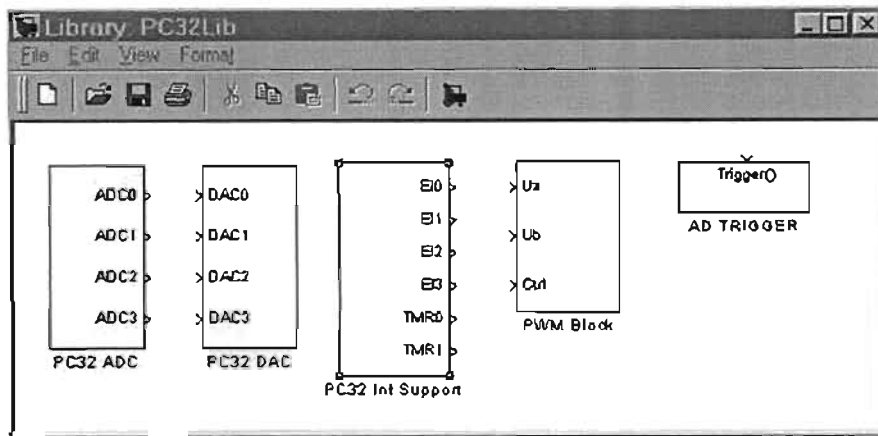 Library: PC32Lib
File Edit View Format
ADC0
ADC1
ADC2
ADC3
PC32 ADC
DAC0
DAC1
DAC2
DAC3
PC32 DAC
EI0
EI1
EI2
EI3
TMR0
TMR1
PC32 Int Support
Ua
Ub
Ctrl
PWM Block
Trigger()
AD TRIGGER